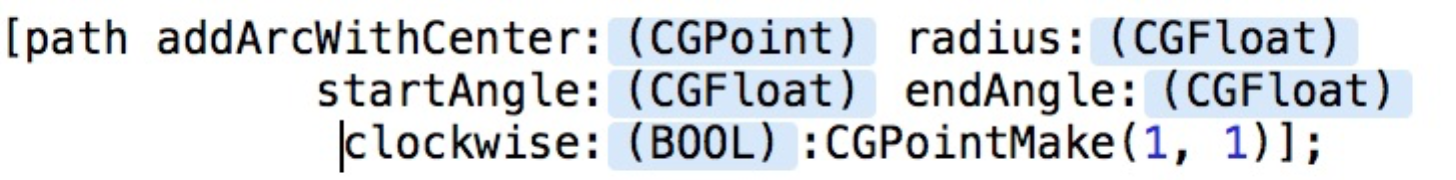 [path addArcWithCenter: (CGPoint) radius: (CGFloat)
startAngle: (CGFloat) endAngle: (CGFloat)
clockwise: (BOOL) :CGPointMake(1, 1)];